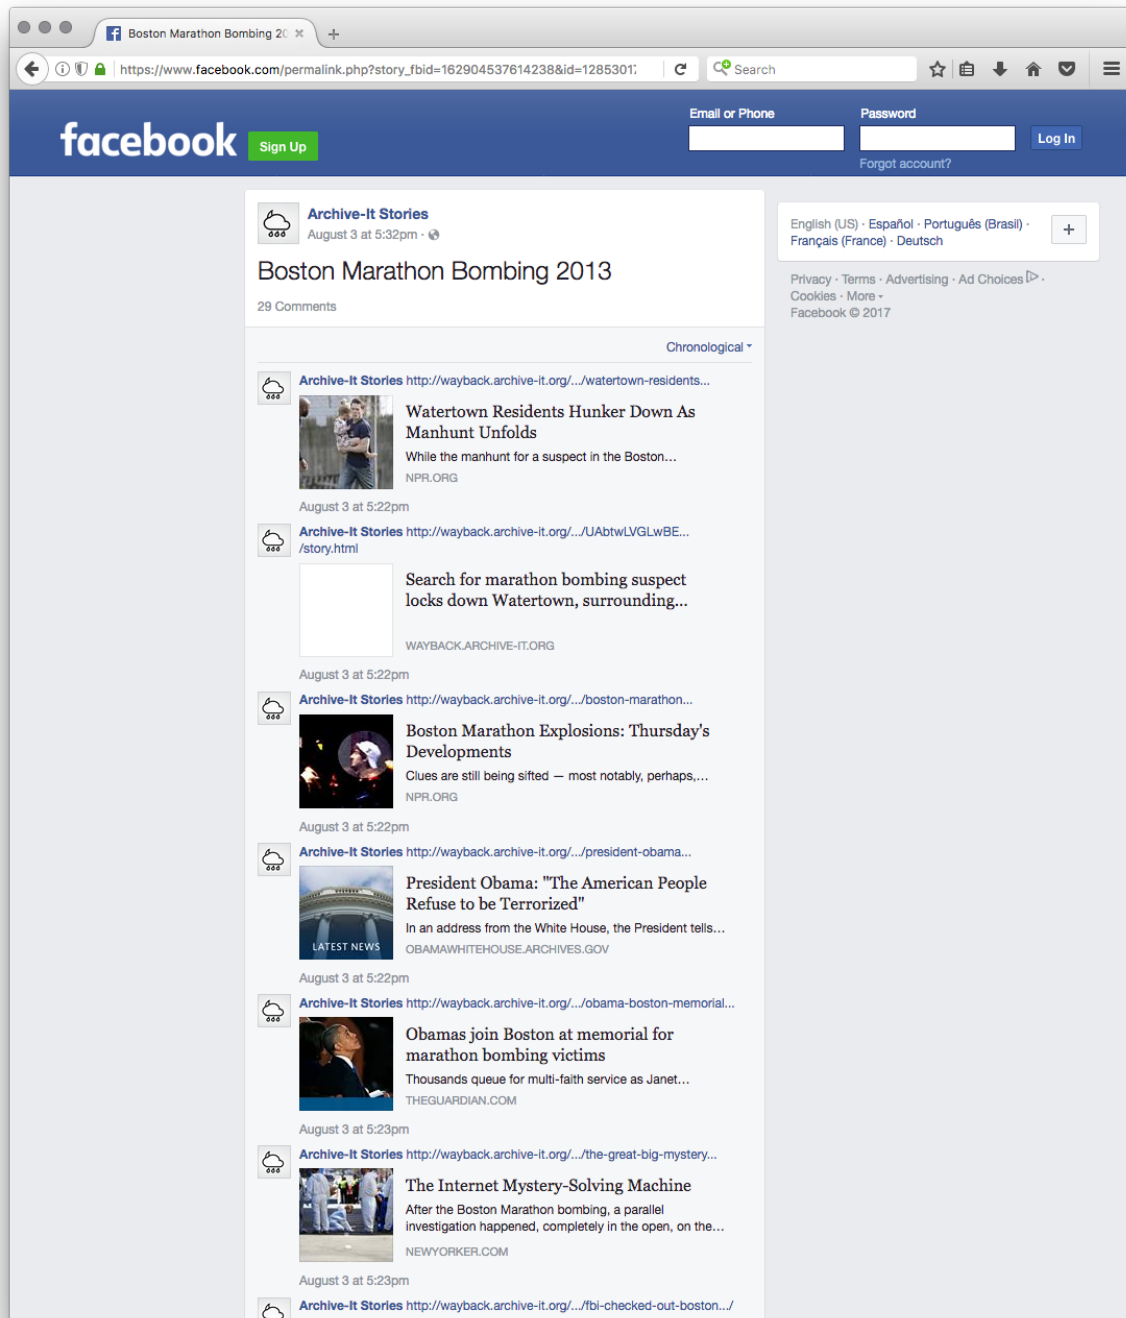 Boston Marathon Bombing 20
https://www.facebook.com/permalink.php?story_fbid=162904537614238&id=12853017
Search
facebook
Sign Up
Email or Phone
Password
Log In
Forgot account?
Archive-It Stories
August 3 at 5:32pm ·
Boston Marathon Bombing 2013
29 Comments
English (US) · Español · Português (Brasil) ·
Français (France) · Deutsch
Privacy · Terms · Advertising · Ad Choices ·
Cookies · More
Facebook © 2017
Chronological
Archive-It Stories http://wayback.archive-it.org/.../watertown-residents...
Watertown Residents Hunker Down As
Manhunt Unfolds
While the manhunt for a suspect in the Boston...
NPR.ORG
August 3 at 5:22pm
Archive-It Stories http://wayback.archive-it.org/.../UAbtwLVGLwBE...
/story.html
Search for marathon bombing suspect
locks down Watertown, surrounding...
WAYBACK.ARCHIVE-IT.ORG
August 3 at 5:22pm
Archive-It Stories http://wayback.archive-it.org/.../boston-marathon...
Boston Marathon Explosions: Thursday's
Developments
Clues are still being sifted — most notably, perhaps,...
NPR.ORG
August 3 at 5:22pm
Archive-It Stories http://wayback.archive-it.org/.../president-obama...
LATEST NEWS
President Obama: "The American People
Refuse to be Terrorized"
In an address from the White House, the President tells...
OBAMAWHITEHOUSE.ARCHIVES.GOV
August 3 at 5:22pm
Archive-It Stories http://wayback.archive-it.org/.../obama-boston-memorial...
Obamas join Boston at memorial for
marathon bombing victims
Thousands queue for multi-faith service as Janet...
THEGUARDIAN.COM
August 3 at 5:23pm
Archive-It Stories http://wayback.archive-it.org/.../the-great-big-mystery...
The Internet Mystery-Solving Machine
After the Boston Marathon bombing, a parallel
investigation happened, completely in the open, on the...
NEWYORKER.COM
August 3 at 5:23pm
Archive-It Stories http://wayback.archive-it.org/.../fbi-checked-out-boston.../